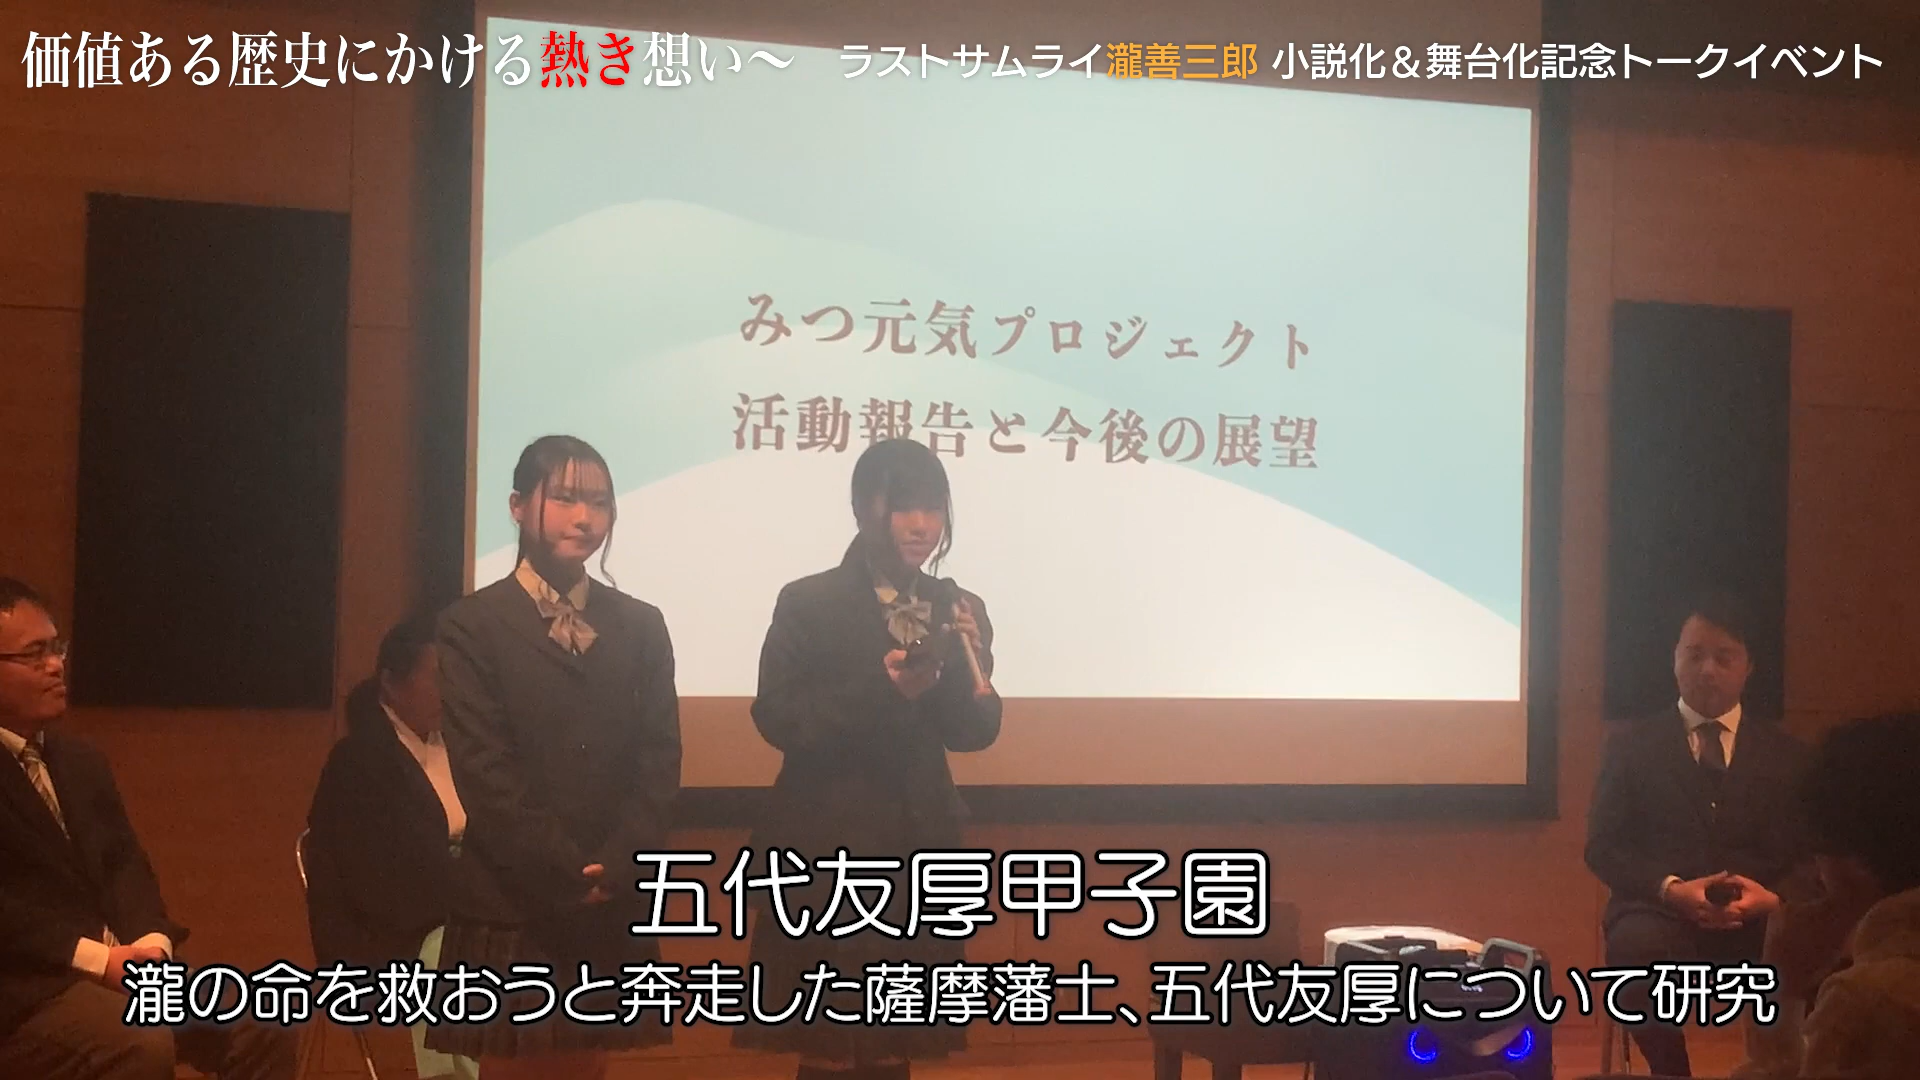 価値ある歴史にかける熱き想い～ ラストサムライ瀧善三郎 小説化＆舞台化記念トークイベント
みつ元気プロジェクト
活動報告と今後の展望
五代友厚甲子園
瀧の命を救おうと奔走した薩摩藩士、五代友厚について研究